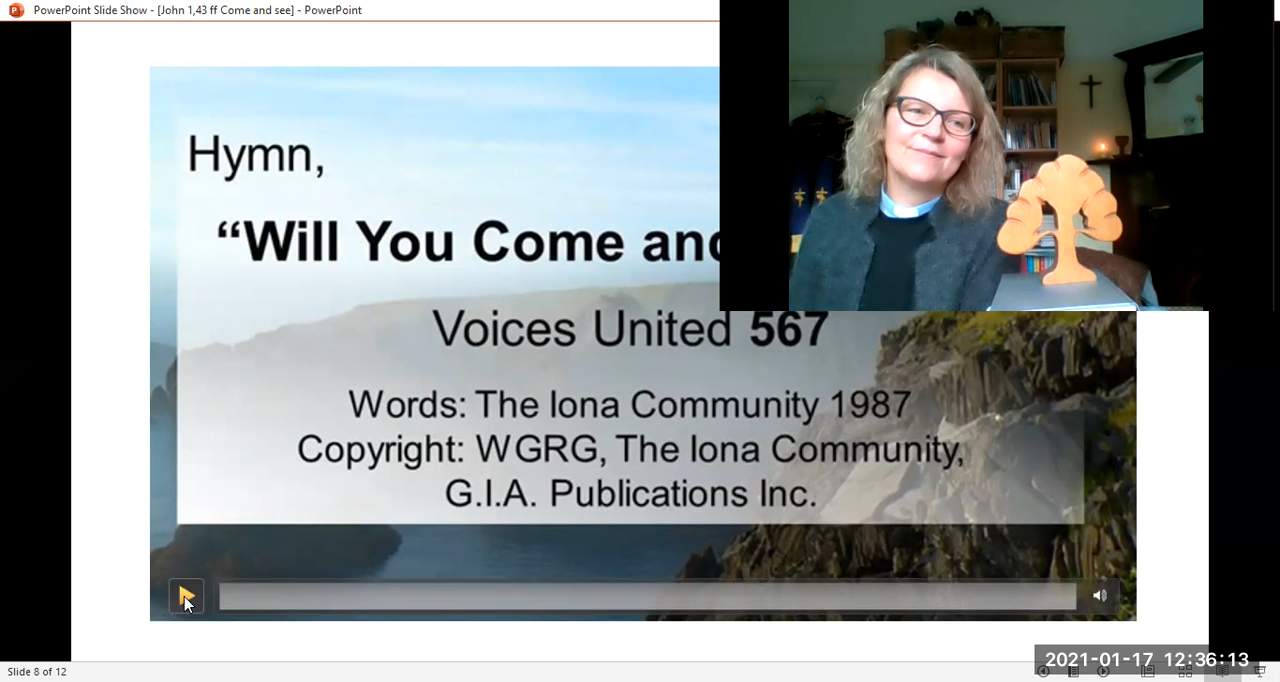 PowerPoint Slide Show - [John 1,43 ff Come and see] - PowerPoint
Hymn,
“Will You Come and
Voices United 567
Words: The Iona Community 1987
Copyright: WGRG, The Iona Community,
G.I.A. Publications Inc.
2021-01-17 12:36:13
Slide 8 of 12